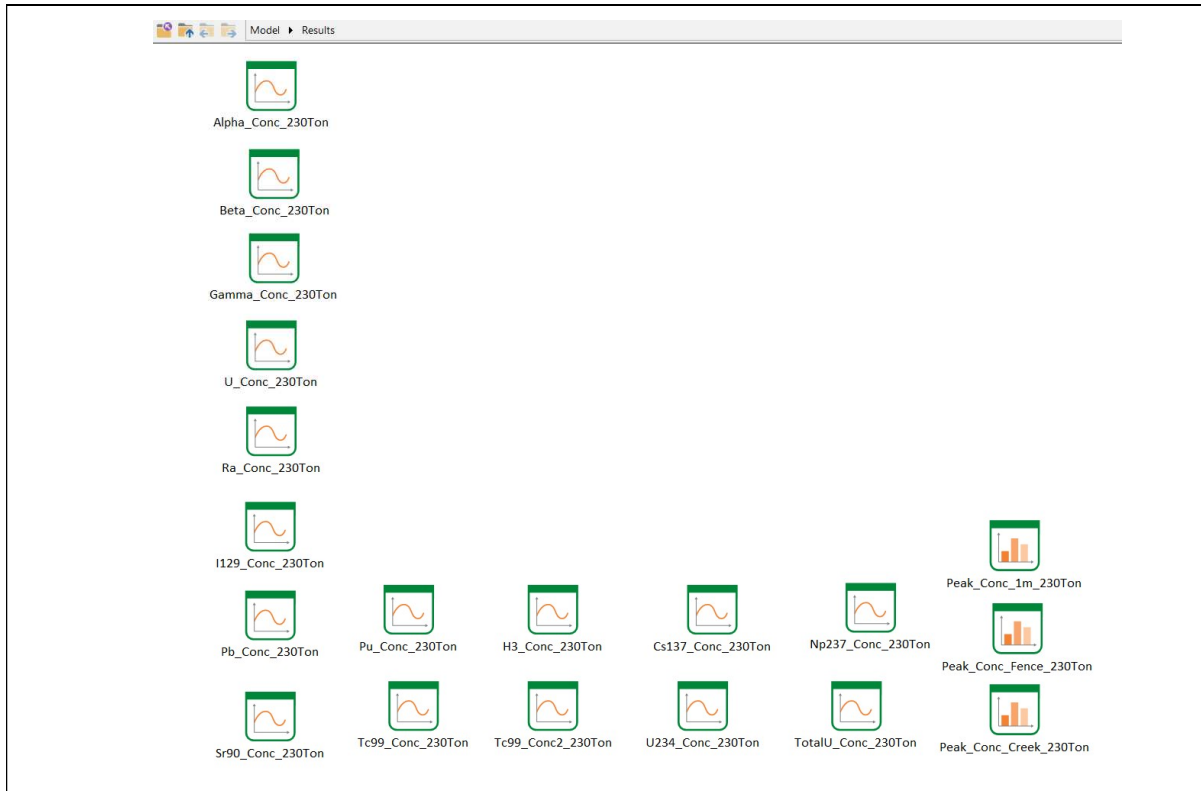 Model ▸ Results
Alpha_Conc_230Ton
Beta_Conc_230Ton
Gamma_Conc_230Ton
U_Conc_230Ton
Ra_Conc_230Ton
I129_Conc_230Ton
Peak_Conc_1m_230Ton
Pb_Conc_230Ton
Pu_Conc_230Ton
H3_Conc_230Ton
Cs137_Conc_230Ton
Np237_Conc_230Ton
Peak_Conc_Fence_230Ton
Sr90_Conc_230Ton
Tc99_Conc_230Ton
Tc99_Conc2_230Ton
U234_Conc_230Ton
TotalU_Conc_230Ton
Peak_Conc_Creek_230Ton